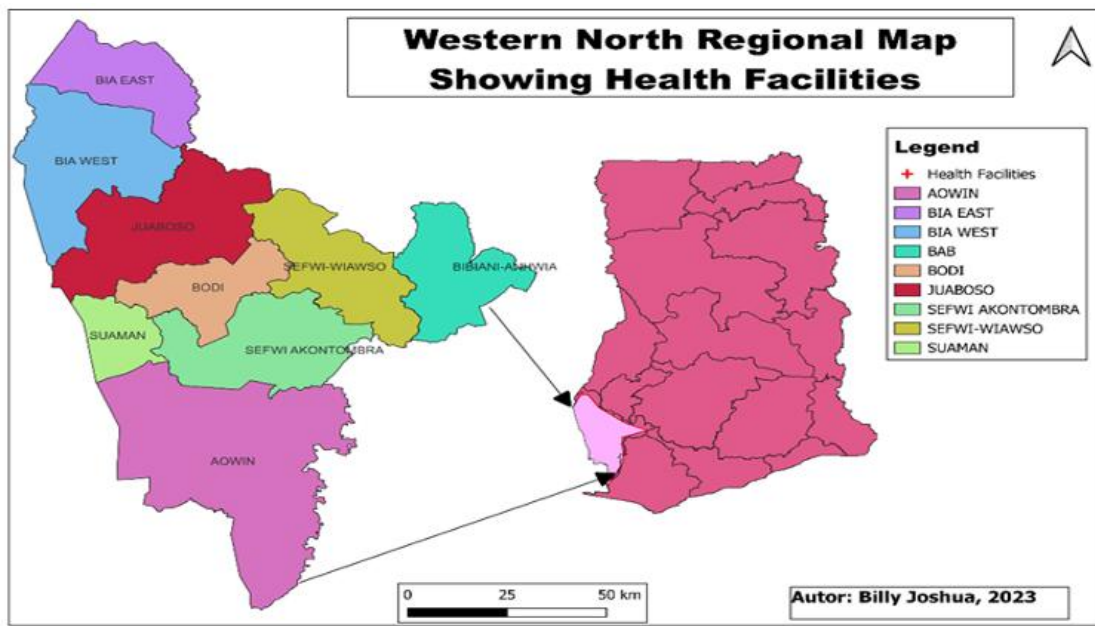 Western North Regional Map
Showing Health Facilities
BIA EAST
BIA WEST
JUABOSO
SEFWI-WIAWSO
BIBIANI-ANHWIA
BODI
SUAMAN
SEFWI AKONTOMBRA
AOWIN
Legend
Health Facilities
AOWIN
BIA EAST
BIA WEST
BAB
BODI
JUABOSO
SEFWI AKONTOMBRA
SEFWI-WIAWSO
SUAMAN
0 25 50 km
Autor: Billy Joshua, 2023